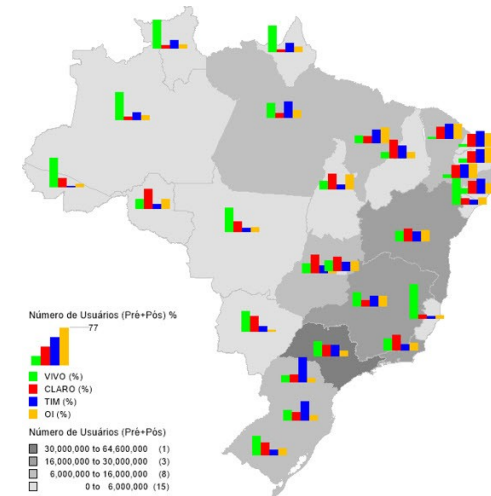 Número de Usuários (Pré+Pós) %
77
VIVO (%)
CLARO (%)
TIM (%)
OI (%)
Número de Usuários (Pré+Pós)
30,000,000 to 64,600,000 (1)
16,000,000 to 30,000,000 (3)
6,000,000 to 16,000,000 (8)
0 to 6,000,000 (15)